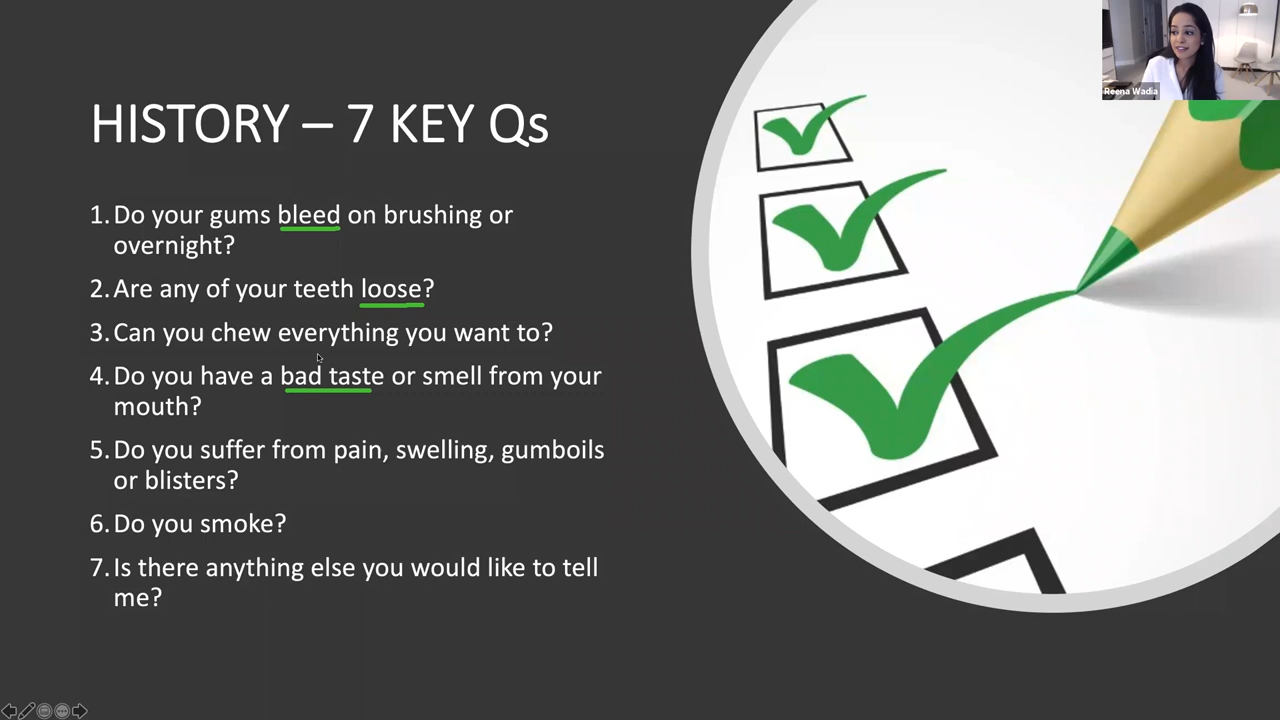 HISTORY – 7 KEY Qs
1. Do your gums bleed on brushing or
overnight?
2. Are any of your teeth loose?
3. Can you chew everything you want to?
4. Do you have a bad taste or smell from your
mouth?
5. Do you suffer from pain, swelling, gumboils
or blisters?
6. Do you smoke?
7. Is there anything else you would like to tell
me?
Reena Wadia